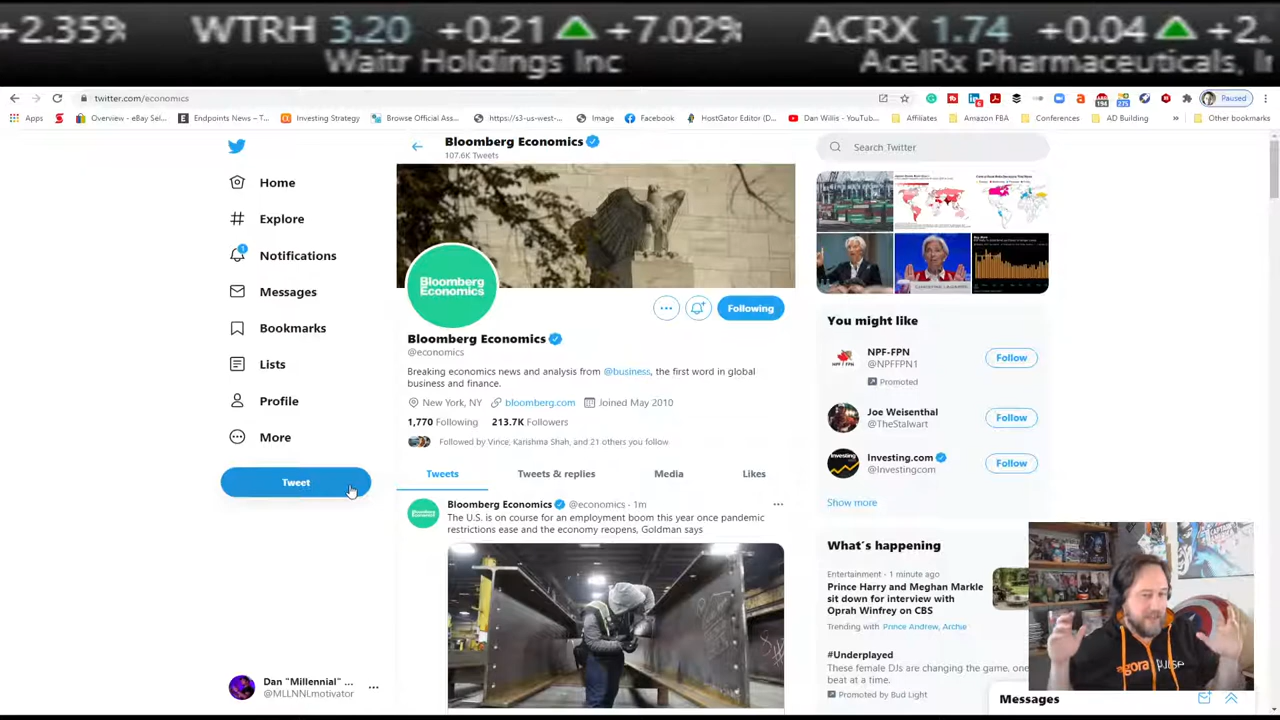 +2.35% WTRH 3.20 +0.21 +7.02% ACRX 1.74 +0.04 +2.
Waitr Holdings Inc AcelRx Pharmaceuticals, I
twitter.com/economics
Paused
Apps Overview - eBay Sel... Endpoints News – T... Investing Strategy Browse Official Ass... https://s3-us-west-... Image Facebook HostGator Editor (D... Dan Willis - YouTub... Affiliates Amazon FBA Conferences AD Building Other bookmarks
Home
Explore
Notifications
Messages
Bookmarks
Lists
Profile
More
Tweet
Dan "Millennial" ...
@MLLNNLmotivator
Bloomberg Economics
107.6K Tweets
Bloomberg
Economics
Following
Bloomberg Economics
@economics
Breaking economics news and analysis from @business, the first word in global
business and finance.
New York, NY bloomberg.com Joined May 2010
1,770 Following 213.7K Followers
Followed by Vince, Karishma Shah, and 21 others you follow
Tweets Tweets & replies Media Likes
Bloomberg Economics @economics · 1m
The U.S. is on course for an employment boom this year once pandemic
restrictions ease and the economy reopens, Goldman says
Search Twitter
You might like
NPF-FPN
@NPFFPN1
Promoted
Follow
Joe Weisenthal
@TheStalwart
Follow
Investing.com
@Investingcom
Follow
Show more
What's happening
Entertainment · 1 minute ago
Prince Harry and Meghan Markle
sit down for interview with
Oprah Winfrey on CBS
Trending with Prince Andrew, Archie
#Underplayed
These female DJs are changing the game, one
beat at a time.
Promoted by Bud Light
Messages